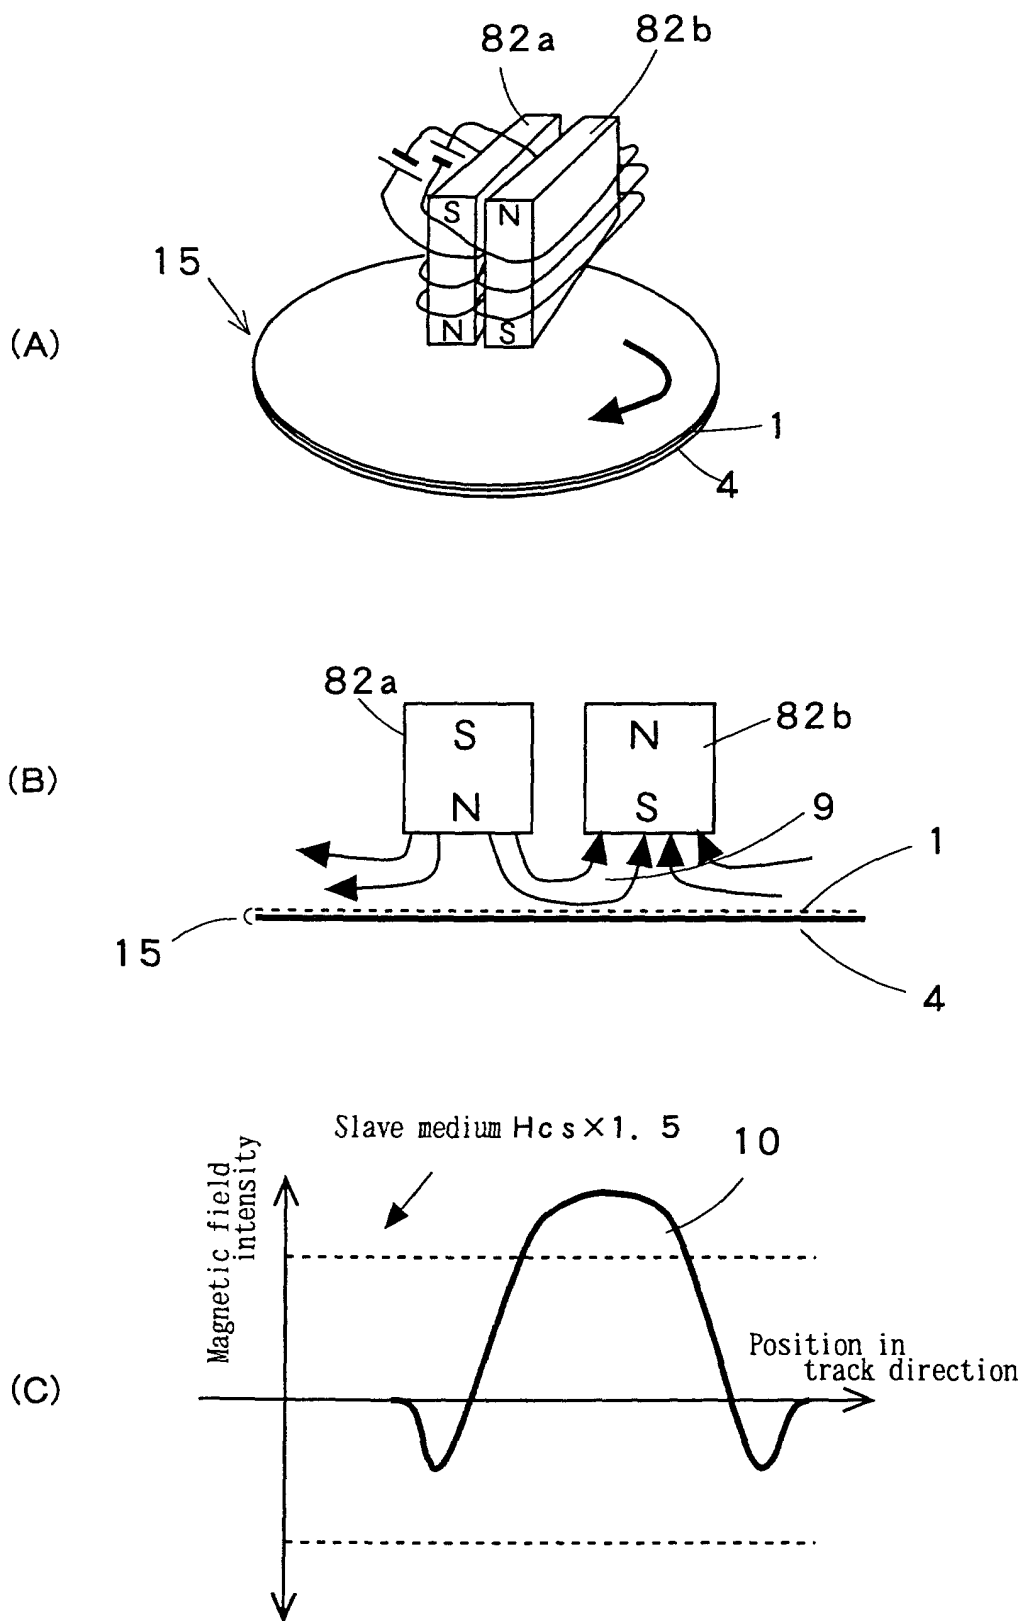 82a 82b
S N
15
N S
(A)
1
4
82a
82b
S N
(B)
N S
9
1
15
4
Slave medium Hcs×1. 5
10
Magnetic field
intensity
Position in
track direction
(C)